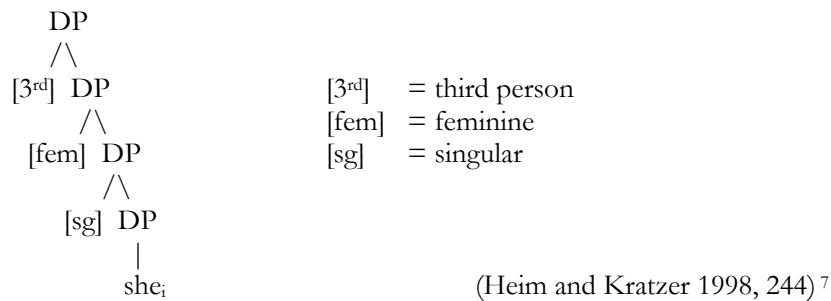 DP
/\
[3rd] DP [3rd] = third person
/\ [fem] = feminine
[fem] DP [sg] = singular
/\
[sg] DP
|
she i (Heim and Kratzer 1998, 244) 7